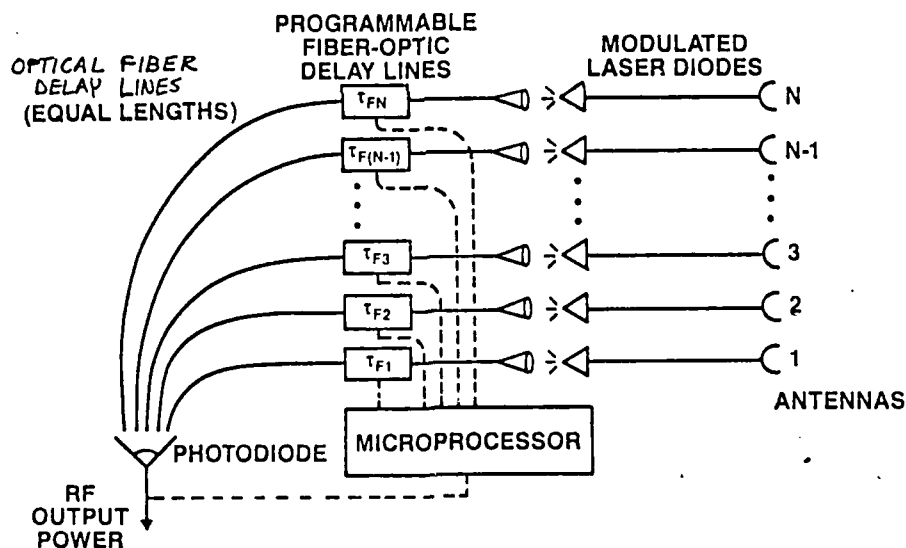 PROGRAMMABLE
FIBER-OPTIC
DELAY LINES
MODULATED
LASER DIODES
OPTICAL FIBER
DELAY LINES
(EQUAL LENGTHS)
τFN
N
τF(N-1)
N-1
τF3
3
τF2
2
τF1
1
ANTENNAS
MICROPROCESSOR
PHOTODIODE
RF
OUTPUT
POWER